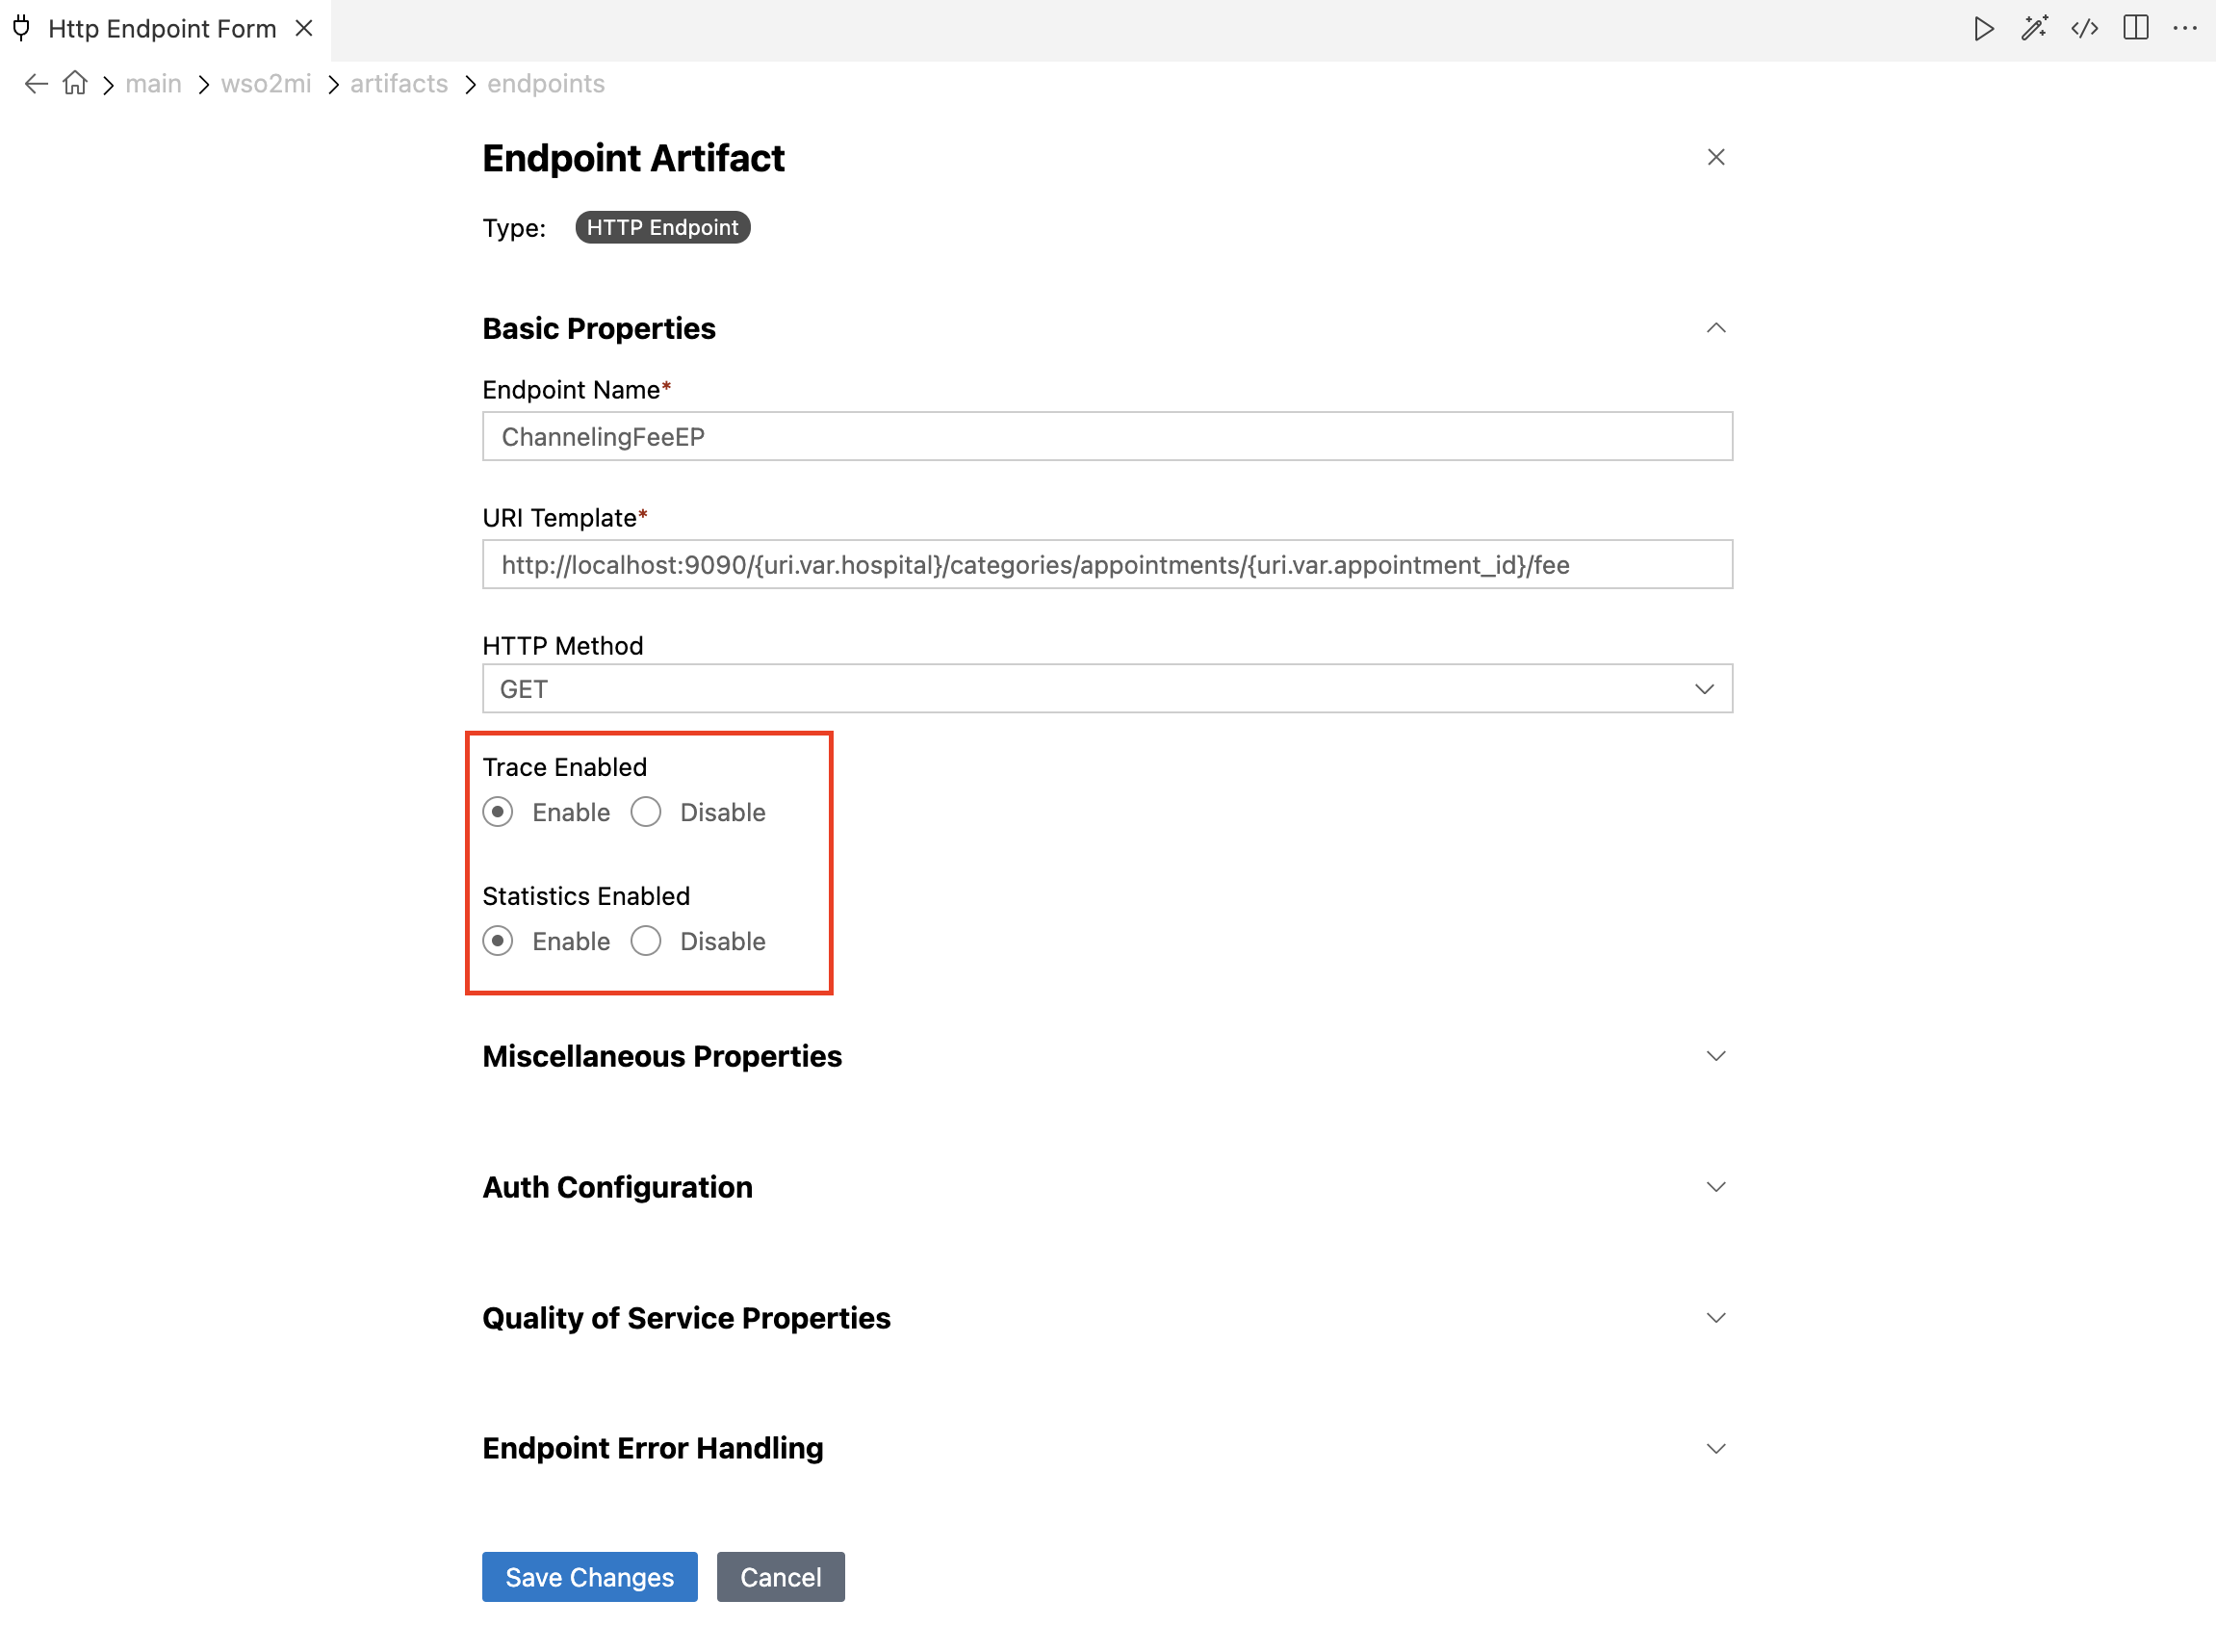 Http Endpoint Form
main wso2mi artifacts endpoints
Endpoint Artifact
Type: HTTP Endpoint
Basic Properties
Endpoint Name*
ChannelingFeeEP
URI Template*
http://localhost:9090/{uri.var.hospital}/categories/appointments/{uri.var.appointment_id}/fee
HTTP Method
GET
Trace Enabled
Enable Disable
Statistics Enabled
Enable Disable
Miscellaneous Properties
Auth Configuration
Quality of Service Properties
Endpoint Error Handling
Save Changes Cancel